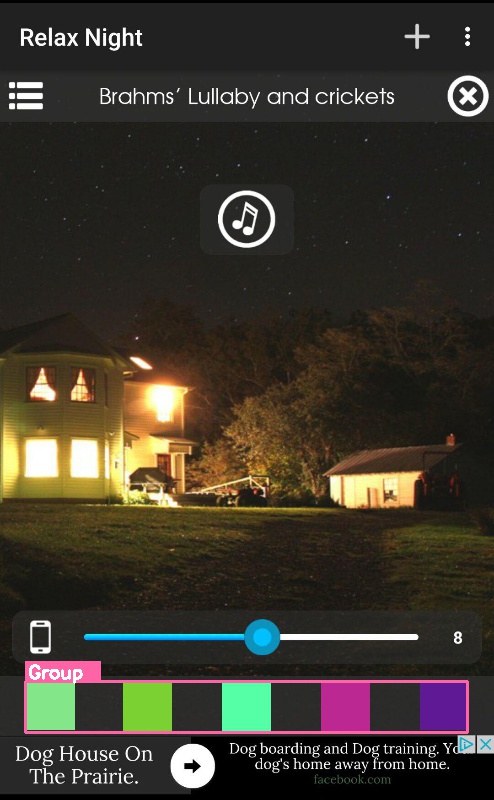 Relax Night
Brahms' Lullaby and crickets
8
Group
Dog House On
The Prairie.
Dog boarding and Dog training. Yo
dog's home away from home.
facebook.com